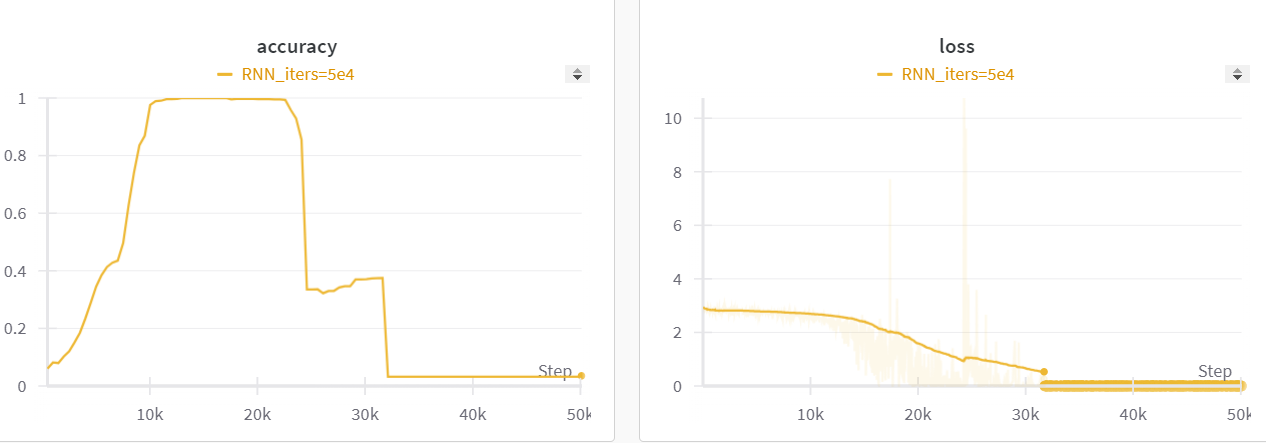 accuracy
RNN_iters=5e4
1
0.8
0.6
0.4
0.2
0
Step
10k
20k
30k
40k
50k
loss
RNN_iters=5e4
10
8
6
4
2
0
Step
10k
20k
30k
40k
50k